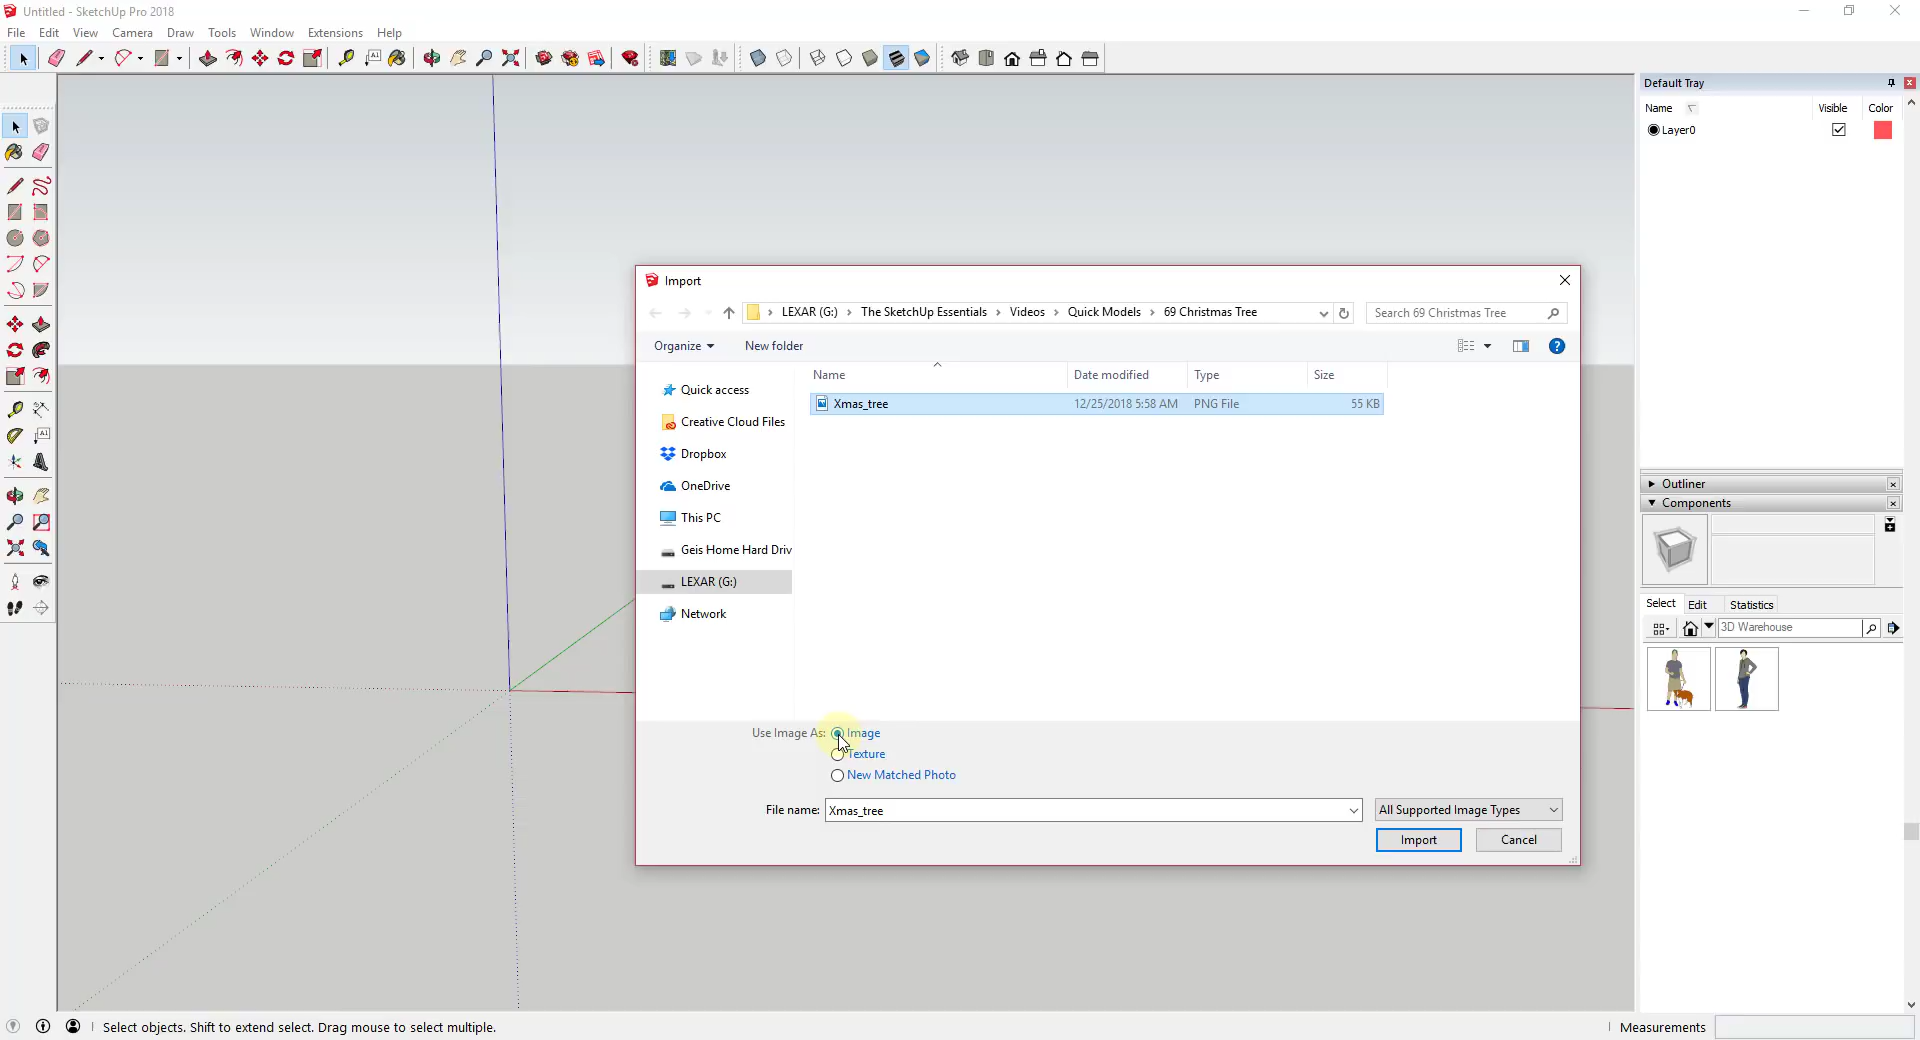 Untitled - SketchUp Pro 2018
File Edit View Camera Draw Tools Window Extensions Help
Default Tray
Name Visible Color
Layer0
Import
LEXAR (G:) The SketchUp Essentials Videos Quick Models 69 Christmas Tree
Search 69 Christmas Tree
Organize New folder
Name Date modified Type Size
Quick access
Xmas_tree 12/25/2018 5:58 AM PNG File 55 KB
Creative Cloud Files
Dropbox
OneDrive
This PC
Geis Home Hard Driv
LEXAR (G:)
Network
Outliner
Components
Select Edit Statistics
3D Warehouse
Use Image As: Image
Texture
New Matched Photo
File name: Xmas_tree All Supported Image Types
Import Cancel
Select objects. Shift to extend select. Drag mouse to select multiple.
Measurements